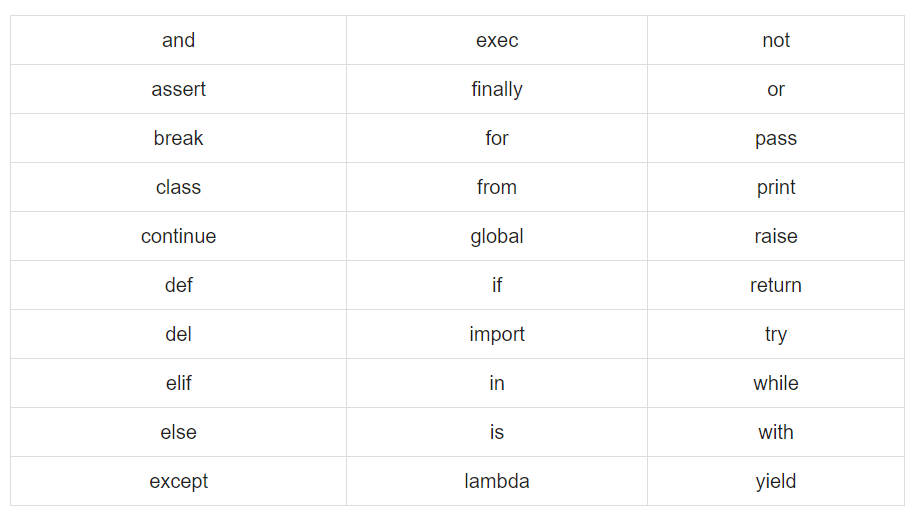 and exec not
assert finally or
break for pass
class from print
continue global raise
def if return
del import try
elif in while
else is with
except lambda yield